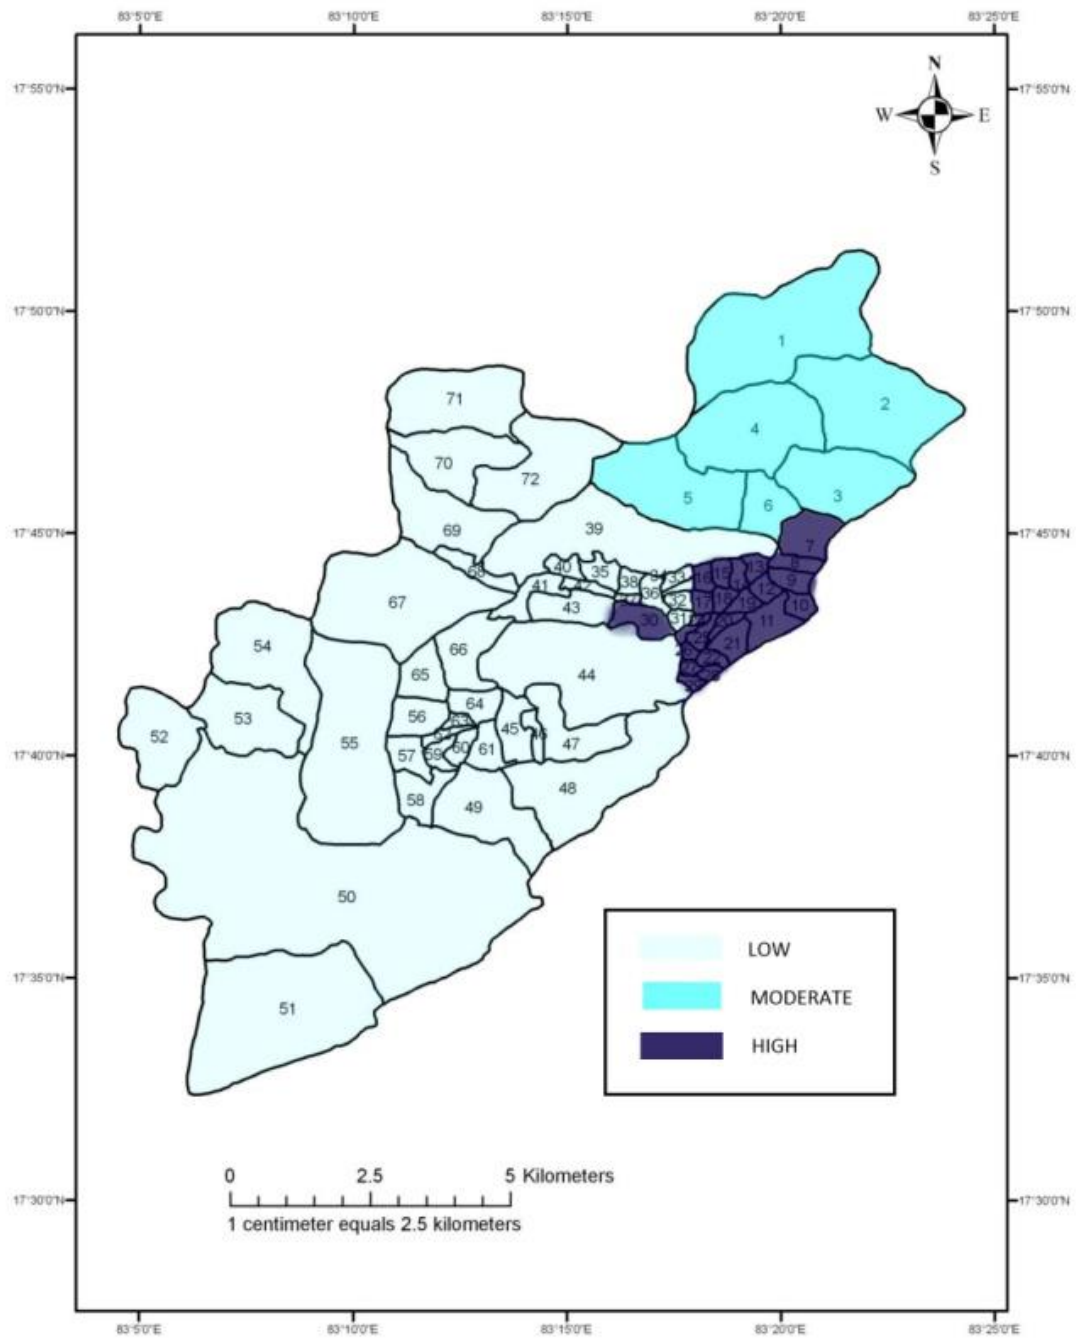 83°5'0"E 83°10'0"E 83°15'0"E 83°20'0"E 83°25'0"E
N
17°55'0"N 17°55'0"N
W E
S
17°50'0"N 17°50'0"N
1
71 2
4
70
72 5 6 3
17°45'0"N 69 39 17°45'0"N
7
68 40 35 33 16 15 13 8
41 38 9
67 36 32 17 18 19 12 10
43 30 31 11
54 66 21
65 44
64
52 53 56 63 45
17°40'0"N 55 57 59 60 61 47 17°40'0"N
58 49 48
50
LOW
17°35'0"N 17°35'0"N
MODERATE
51
HIGH
0 2.5 5 Kilometers
17°30'0"N 17°30'0"N
1 centimeter equals 2.5 kilometers
83°5'0"E 83°10'0"E 83°15'0"E 83°20'0"E 83°25'0"E